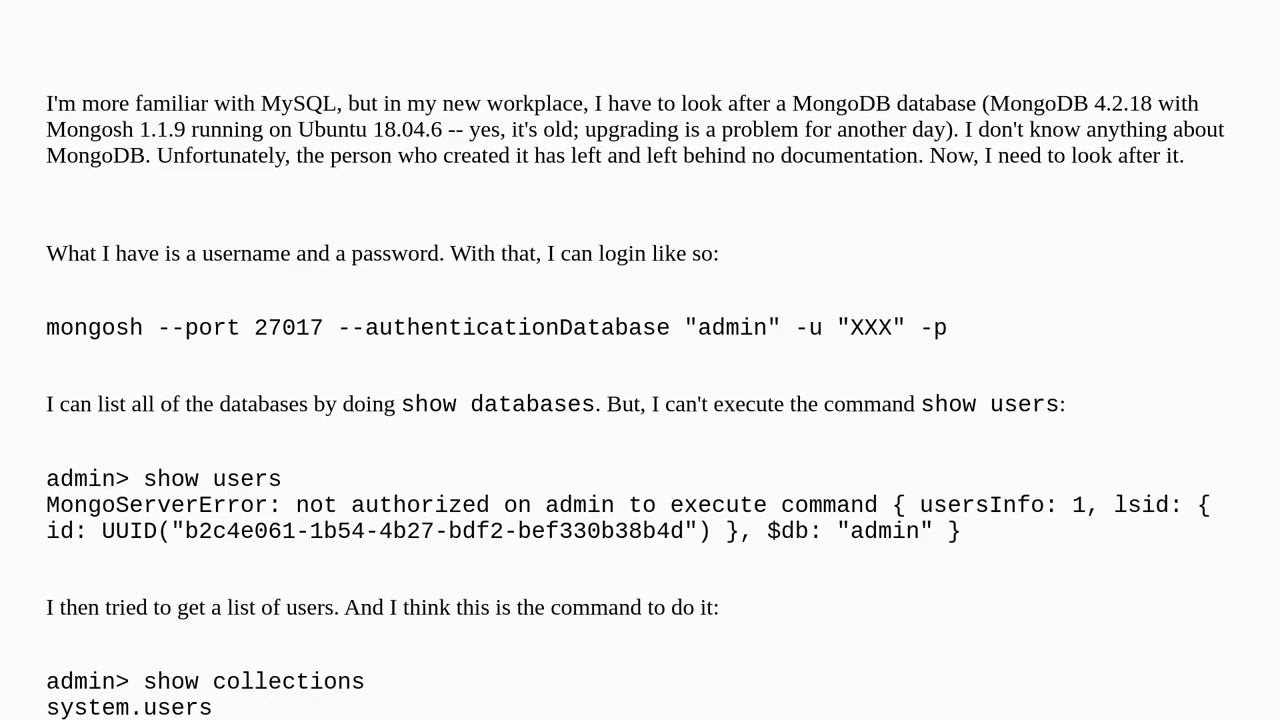 I'm more familiar with MySQL, but in my new workplace, I have to look after a MongoDB database (MongoDB 4.2.18 with
Mongosh 1.1.9 running on Ubuntu 18.04.6 -- yes, it's old; upgrading is a problem for another day). I don't know anything about
MongoDB. Unfortunately, the person who created it has left and left behind no documentation. Now, I need to look after it.
What I have is a username and a password. With that, I can login like so:
mongosh --port 27017 --authenticationDatabase "admin" -u "XXX" -p
I can list all of the databases by doing show databases. But, I can't execute the command show users:
admin> show users
MongoServerError: not authorized on admin to execute command { usersInfo: 1, lsid: {
id: UUID("b2c4e061-1b54-4b27-bdf2-bef330b38b4d") }, $db: "admin" }
I then tried to get a list of users. And I think this is the command to do it:
admin> show collections
system.users